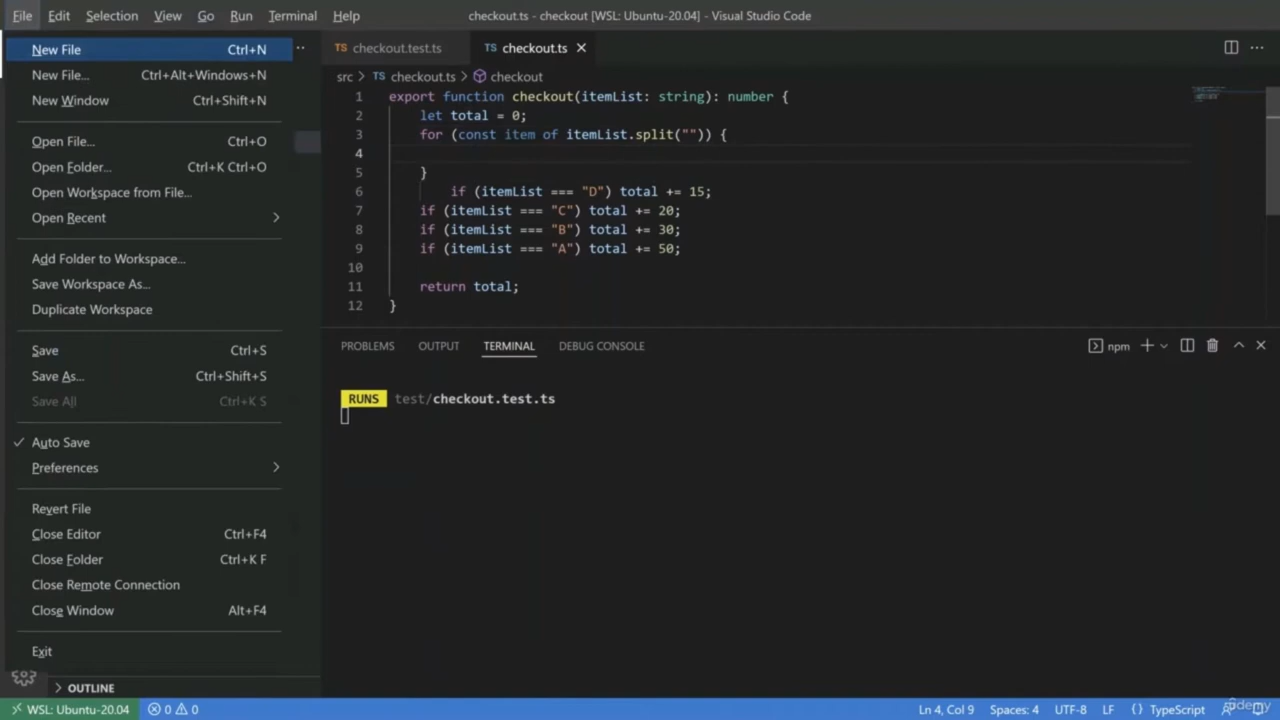 File Edit Selection View Go Run Terminal Help
checkout.ts - checkout [WSL: Ubuntu-20.04] - Visual Studio Code
New File Ctrl+N
New File... Ctrl+Alt+Windows+N
New Window Ctrl+Shift+N
Open File... Ctrl+O
Open Folder... Ctrl+K Ctrl+O
Open Workspace from File...
Open Recent
Add Folder to Workspace...
Save Workspace As...
Duplicate Workspace
Save Ctrl+S
Save As... Ctrl+Shift+S
Save All Ctrl+K S
Auto Save
Preferences
Revert File
Close Editor Ctrl+F4
Close Folder Ctrl+K F
Close Remote Connection
Close Window Alt+F4
Exit
OUTLINE
TS checkout.test.ts TS checkout.ts
src > TS checkout.ts > checkout
1 export function checkout(itemList: string): number {
2 let total = 0;
3 for (const item of itemList.split("")) {
4
5 }
6 if (itemList === "D") total += 15;
7 if (itemList === "C") total += 20;
8 if (itemList === "B") total += 30;
9 if (itemList === "A") total += 50;
10
11 return total;
12 }
PROBLEMS OUTPUT TERMINAL DEBUG CONSOLE npm
RUNS test/checkout.test.ts
WSL: Ubuntu-20.04 0 0 Ln 4, Col 9 Spaces: 4 UTF-8 LF {} TypeScript
udemy